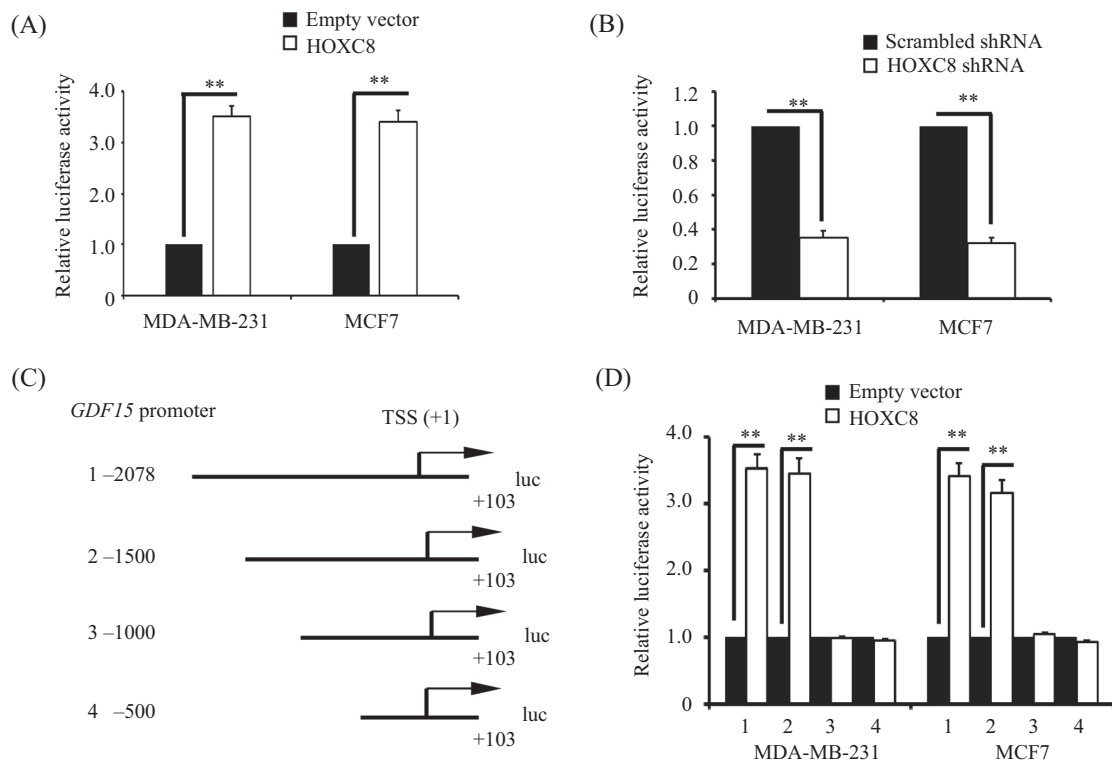 (A)
Empty vector
HOXC8
Relative luciferase activity
4.0
3.0
2.0
1.0
0
**
**
MDA-MB-231
MCF7
(B)
Scrambled shRNA
HOXC8 shRNA
Relative luciferase activity
1.2
1.0
0.8
0.6
0.4
0.2
0
**
**
MDA-MB-231
MCF7
(C)
GDF15 promoter
TSS (+1)
1 –2078
luc
+103
2 –1500
luc
+103
3 –1000
luc
+103
4 –500
luc
+103
(D)
Empty vector
HOXC8
Relative luciferase activity
4.0
3.0
2.0
1.0
0
**
**
**
**
1 2 3 4 1 2 3 4
MDA-MB-231
MCF7